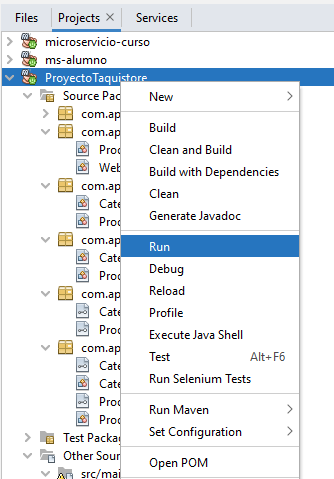 Files Projects Services
microservicio-curso
ms-alumno
ProyectoTaquistore
Source Pac
com.ap
com.ap
Proc
Web
com.ap
Cate
Proc
com.ap
Cate
Proc
com.ap
Cate
Proc
com.ap
Cate
Cate
Proc
Proc
Test Packag
Other Sour
src/mai
New
Build
Clean and Build
Build with Dependencies
Clean
Generate Javadoc
Run
Debug
Reload
Profile
Execute Java Shell
Test Alt+F6
Run Selenium Tests
Run Maven
Set Configuration
Open POM